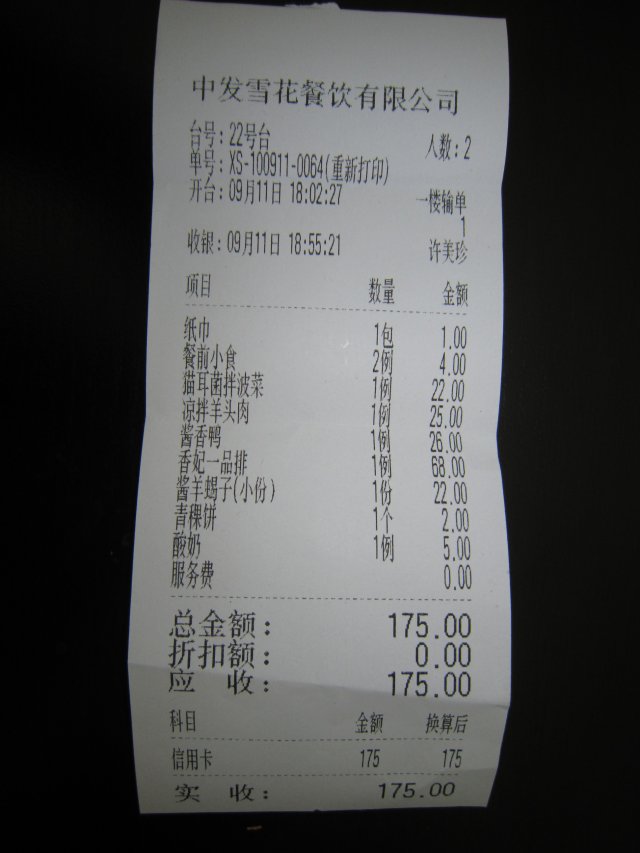 中发雪花餐饮有限公司
台号：22号台 人数：2
单号：XS-100911-0064(重新打印)
开台：09月11日 18:02:27 一楼输单
1
收银：09月11日 18:55:21 许美珍
项目 数量 金额
纸巾 1包 1.00
餐前小食 2例 4.00
猫耳菌拌波菜 1例 22.00
凉拌羊头肉 1例 25.00
酱香鸭 1例 26.00
香妃一品排 1例 68.00
酱羊蝎子(小份) 1份 22.00
青稞饼 1个 2.00
酸奶 1例 5.00
服务费 0.00
总金额： 175.00
折扣额： 0.00
应 收： 175.00
科目 金额 换算后
信用卡 175 175
实 收： 175.00